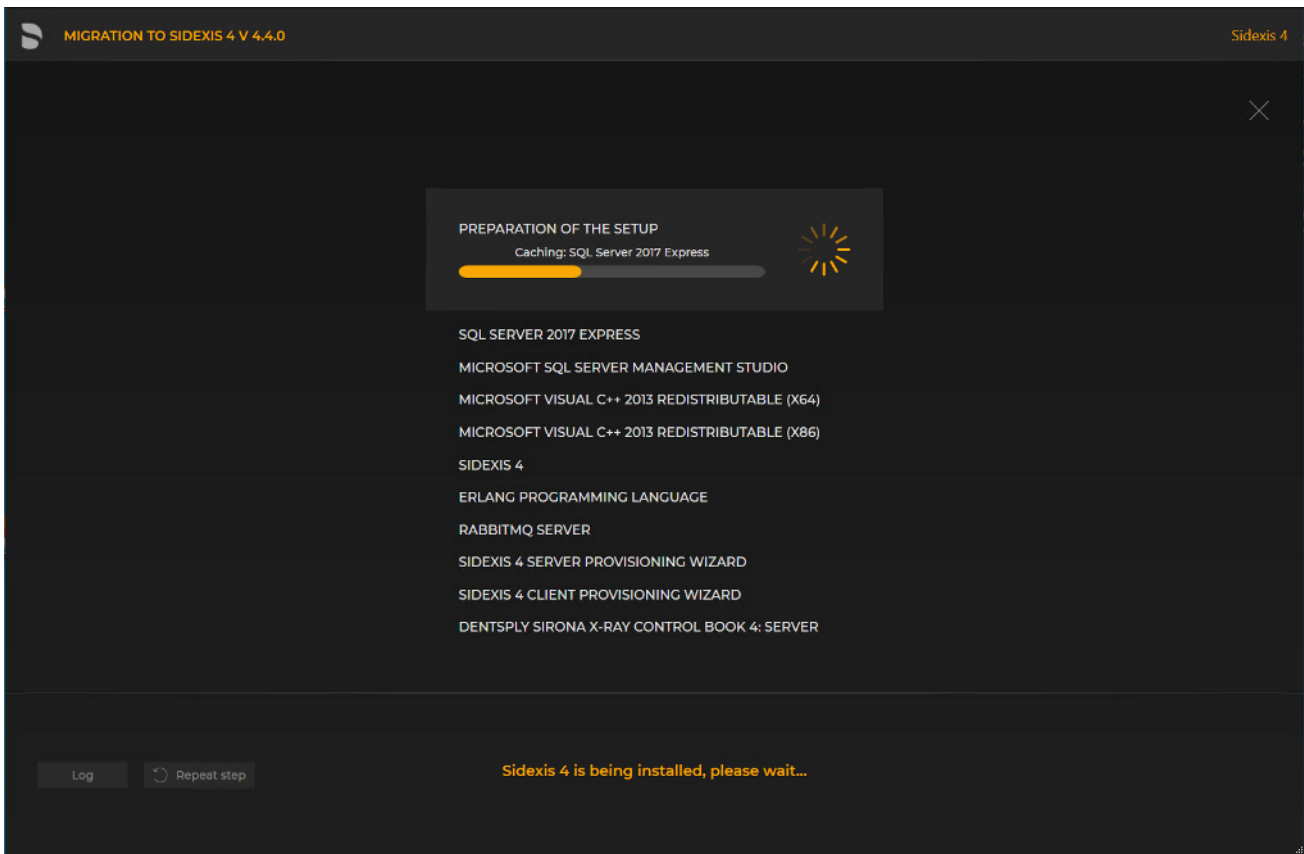 MIGRATION TO SIDEXIS 4 V 4.4.0
Sidexis 4
PREPARATION OF THE SETUP
Caching: SQL Server 2017 Express
SQL SERVER 2017 EXPRESS
MICROSOFT SQL SERVER MANAGEMENT STUDIO
MICROSOFT VISUAL C++ 2013 REDISTRIBUTABLE (X64)
MICROSOFT VISUAL C++ 2013 REDISTRIBUTABLE (X86)
SIDEXIS 4
ERLANG PROGRAMMING LANGUAGE
RABBITMQ SERVER
SIDEXIS 4 SERVER PROVISIONING WIZARD
SIDEXIS 4 CLIENT PROVISIONING WIZARD
DENTSPLY SIRONA X-RAY CONTROL BOOK 4: SERVER
Log
Repeat step
Sidexis 4 is being installed, please wait...